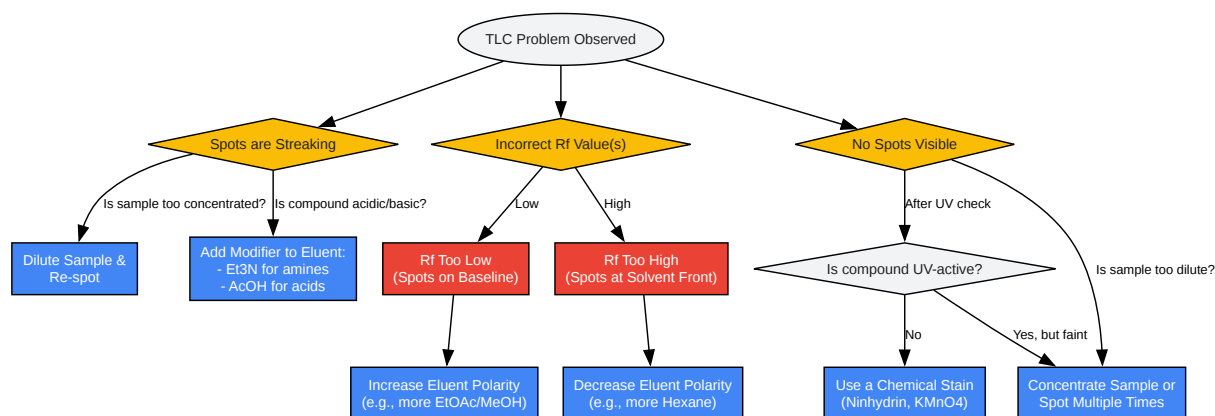 TLC Problem Observed
Spots are Streaking
Incorrect Rf Value(s)
No Spots Visible
Is sample too concentrated?
Is compound acidic/basic?
Low
High
After UV check
Dilute Sample &
Re-spot
Add Modifier to Eluent:
- Et3N for amines
- AcOH for acids
Rf Too Low
(Spots on Baseline)
Rf Too High
(Spots at Solvent Front)
Is compound UV-active?
Is sample too dilute?
No
Yes, but faint
Increase Eluent Polarity
(e.g., more EtOAc/MeOH)
Decrease Eluent Polarity
(e.g., more Hexane)
Use a Chemical Stain
(Ninhydrin, KMnO4)
Concentrate Sample or
Spot Multiple Times